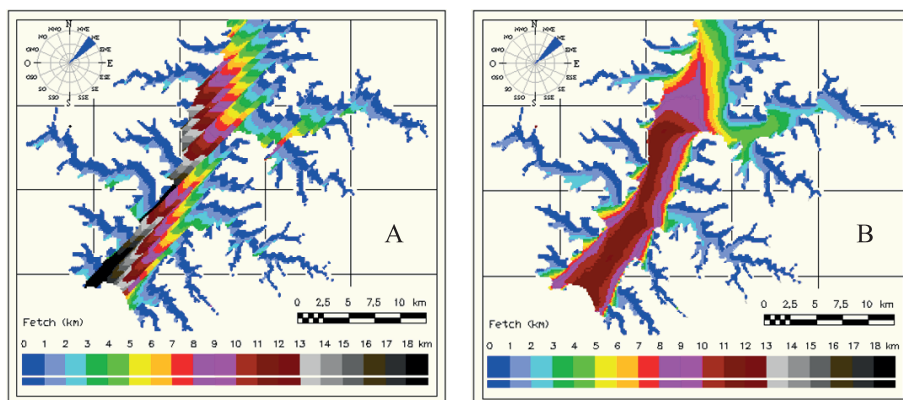 N
NNE
NE
ENE
E
ESE
SE
SSE
S
SSO
SO
OSO
O
ONO
NO
NNO
A
0 2,5 5 7,5 10 km
Fetch (km)
0 1 2 3 4 5 6 7 8 9 10 11 12 13 14 15 16 17 18 km
N
NNE
NE
ENE
E
ESE
SE
SSE
S
SSO
SO
OSO
O
ONO
NO
NNO
B
0 2,5 5 7,5 10 km
Fetch (km)
0 1 2 3 4 5 6 7 8 9 10 11 12 13 14 15 16 17 18 km